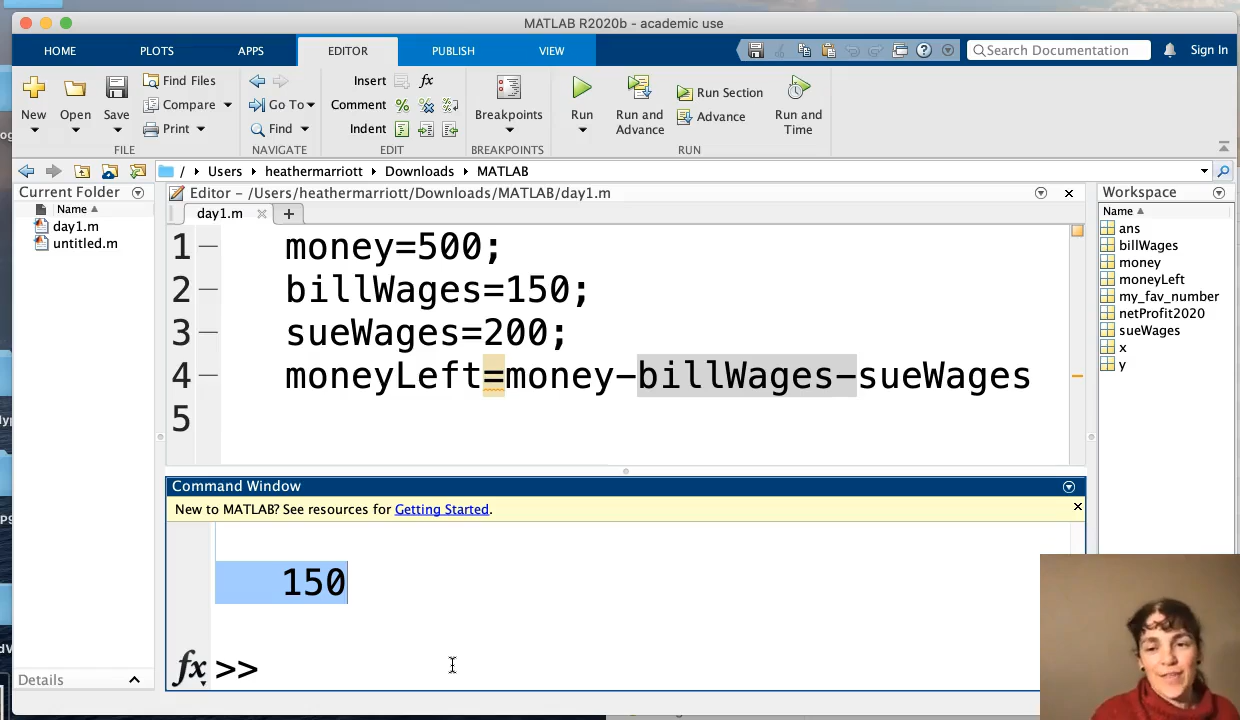 MATLAB R2020b - academic use
HOME PLOTS APPS EDITOR PUBLISH VIEW Search Documentation Sign In
New Open Save Find Files Compare Print Go To Find Insert fx Comment Indent Breakpoints Run Run and Advance Run Section Advance Run and Time
FILE NAVIGATE EDIT BREAKPOINTS RUN
/ Users heathermarriott Downloads MATLAB
Current Folder
Name
day1.m
untitled.m
Details
Editor – /Users/heathermarriott/Downloads/MATLAB/day1.m
day1.m
1 money=500;
2 billWages=150;
3 sueWages=200;
4 moneyLeft=money-billWages-sueWages
5
Command Window
New to MATLAB? See resources for Getting Started.
150
fx >>
Workspace
Name
ans
billWages
money
moneyLeft
my_fav_number
netProfit2020
sueWages
x
y